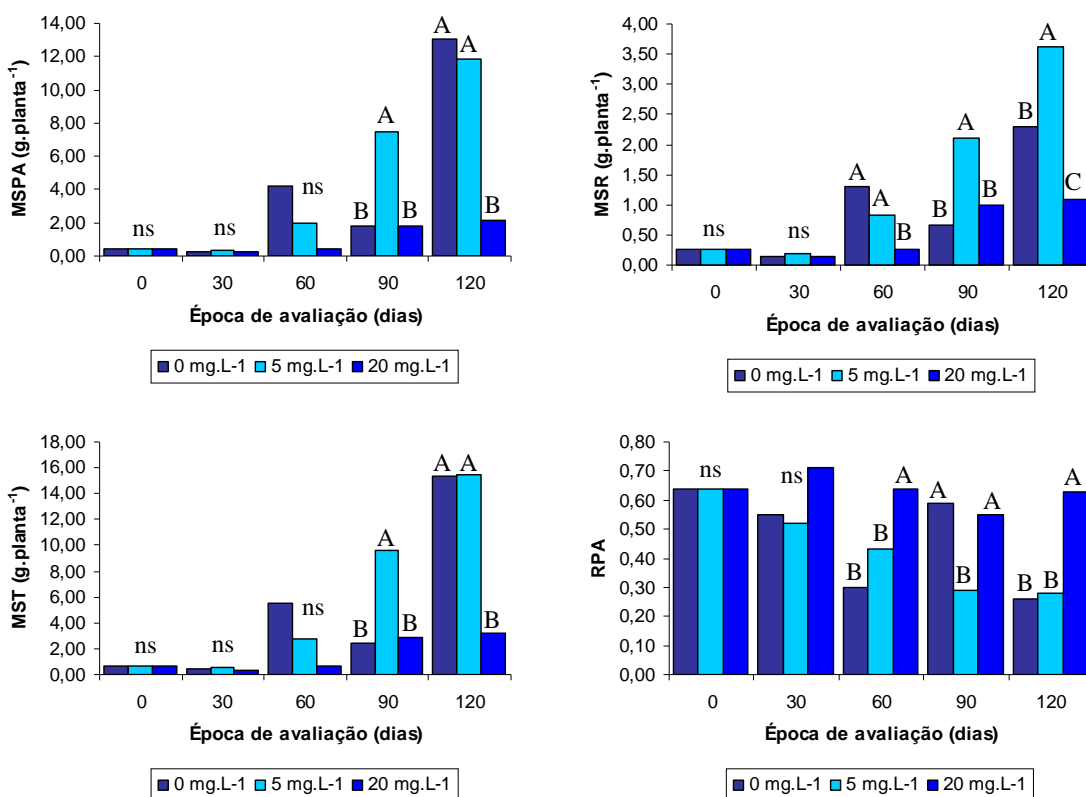 MSPA (g.planta⁻¹)
14,00
12,00
10,00
8,00
6,00
4,00
2,00
0,00
ns
ns
ns
B
A
B
A
A
B
0 30 60 90 120
Época de avaliação (dias)
0 mg.L-1 5 mg.L-1 20 mg.L-1
MSR (g.planta⁻¹)
4,00
3,50
3,00
2,50
2,00
1,50
1,00
0,50
0,00
ns
ns
A
A
B
B
A
B
B
A
C
0 30 60 90 120
Época de avaliação (dias)
0 mg.L-1 5 mg.L-1 20 mg.L-1
MST (g.planta⁻¹)
18,00
16,00
14,00
12,00
10,00
8,00
6,00
4,00
2,00
0,00
ns
ns
ns
B
A
B
A
A
B
0 30 60 90 120
Época de avaliação (dias)
0 mg.L-1 5 mg.L-1 20 mg.L-1
RPA
0,80
0,70
0,60
0,50
0,40
0,30
0,20
0,10
0,00
ns
ns
B
B
A
A
B
A
B
B
A
0 30 60 90 120
Época de avaliação (dias)
0 mg.L-1 5 mg.L-1 20 mg.L-1